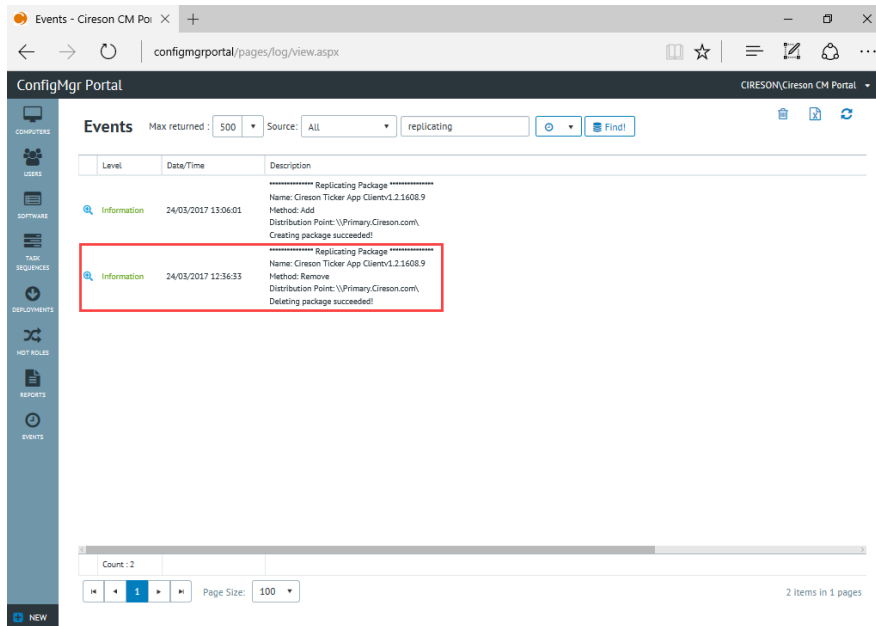 Events - Cireson CM Por
configmgrportal/pages/log/view.aspx
ConfigMgr Portal
CIRESON\Cireson CM Portal
COMPUTERS
USERS
SOFTWARE
TASK
SEQUENCES
DEPLOYMENTS
MDT ROLES
REPORTS
EVENTS
NEW
Events Max returned : 500 Source: All replicating Find!
Level Date/Time Description
*************** Replicating Package ***************
Name: Cireson Ticker App Clientv1.2.1608.9
Information 24/03/2017 13:06:01 Method: Add
Distribution Point: \\Primary.Cireson.com\
Creating package succeeded!
*************** Replicating Package ***************
Name: Cireson Ticker App Clientv1.2.1608.9
Information 24/03/2017 12:36:33 Method: Remove
Distribution Point: \\Primary.Cireson.com\
Deleting package succeeded!
Count : 2
1 Page Size: 100 2 items in 1 pages